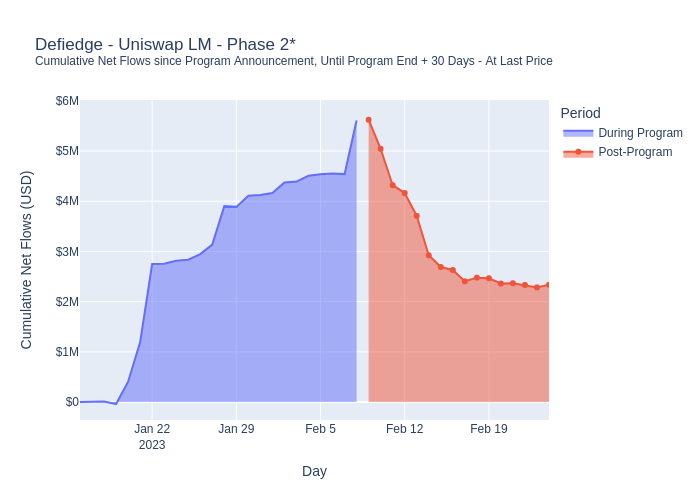 Defiedge - Uniswap LM - Phase 2*
Cumulative Net Flows since Program Announcement, Until Program End + 30 Days - At Last Price
Period
During Program
Post-Program
Cumulative Net Flows (USD)
$6M
$5M
$4M
$3M
$2M
$1M
$0
Jan 22
2023
Jan 29
Feb 5
Feb 12
Feb 19
Day